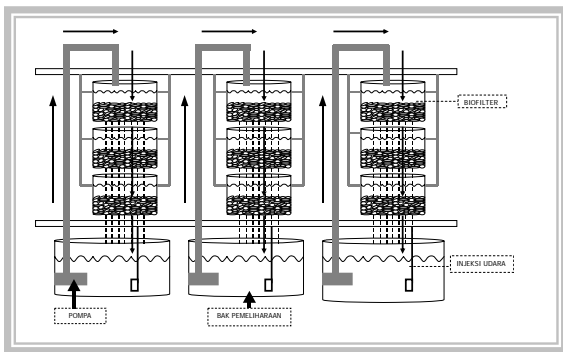 BIOFILTER
INJEKSI UDARA
POMPA
BAK PEMELIHARAAN